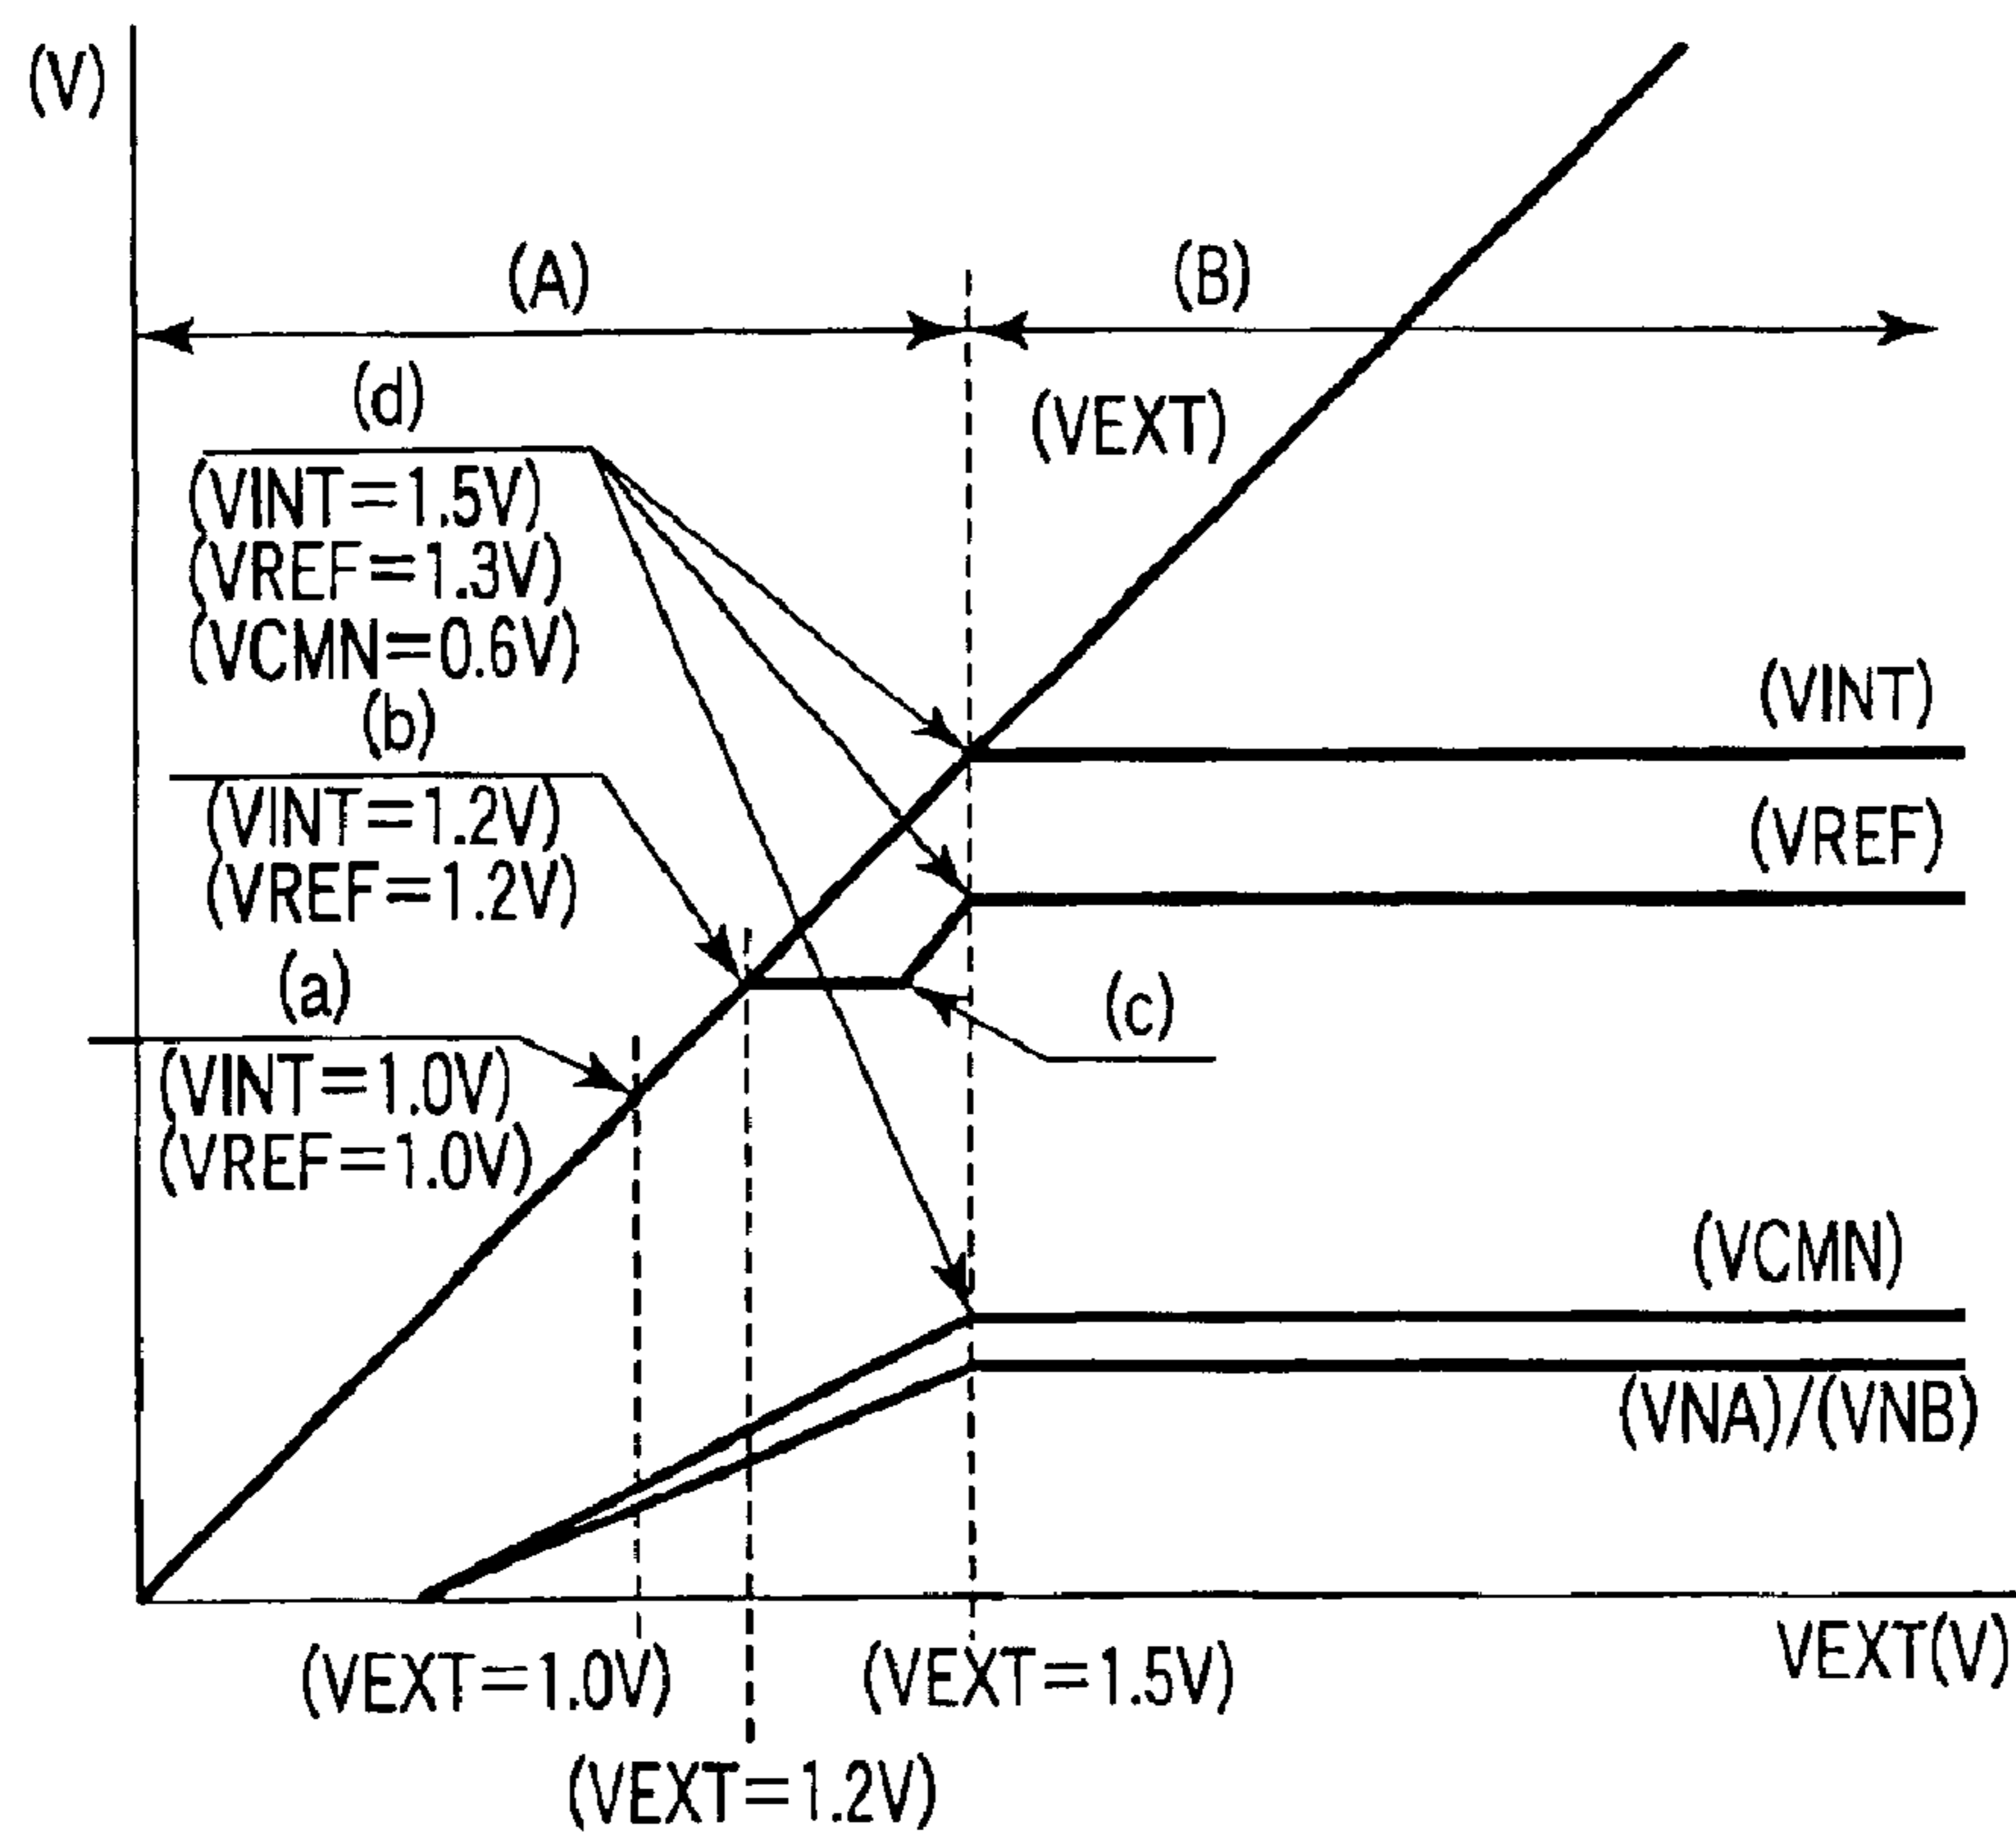 (V)
(A)
(B)
(d)
(VEXT)
(VINT=1.5V)
(VREF=1.3V)
(VCMN=0.6V)
(b)
(VINT)
(VINT=1.2V)
(VREF)
(VREF=1.2V)
(a)
(c)
(VINT=1.0V)
(VREF=1.0V)
(VCMN)
(VNA)/(VNB)
(VEXT=1.0V)
(VEXT=1.5V)
VEXT(V)
(VEXT=1.2V)